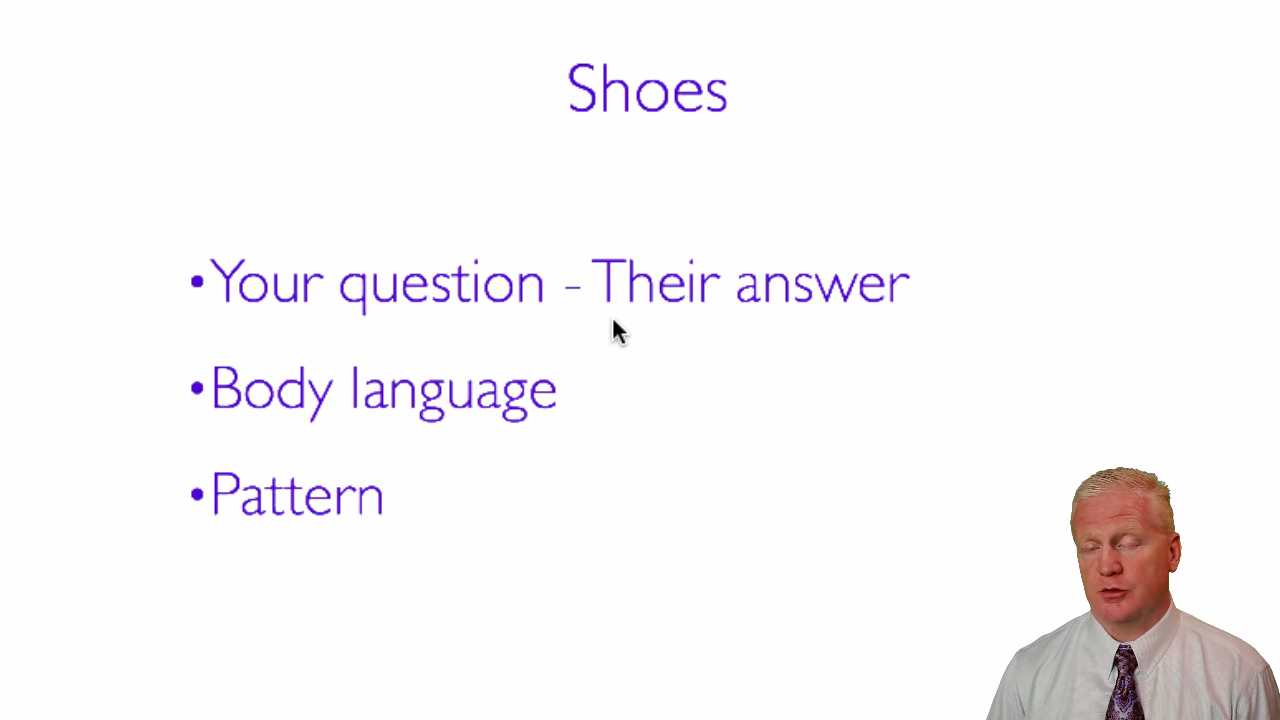 Shoes
•Your question - Their answer
•Body language
•Pattern